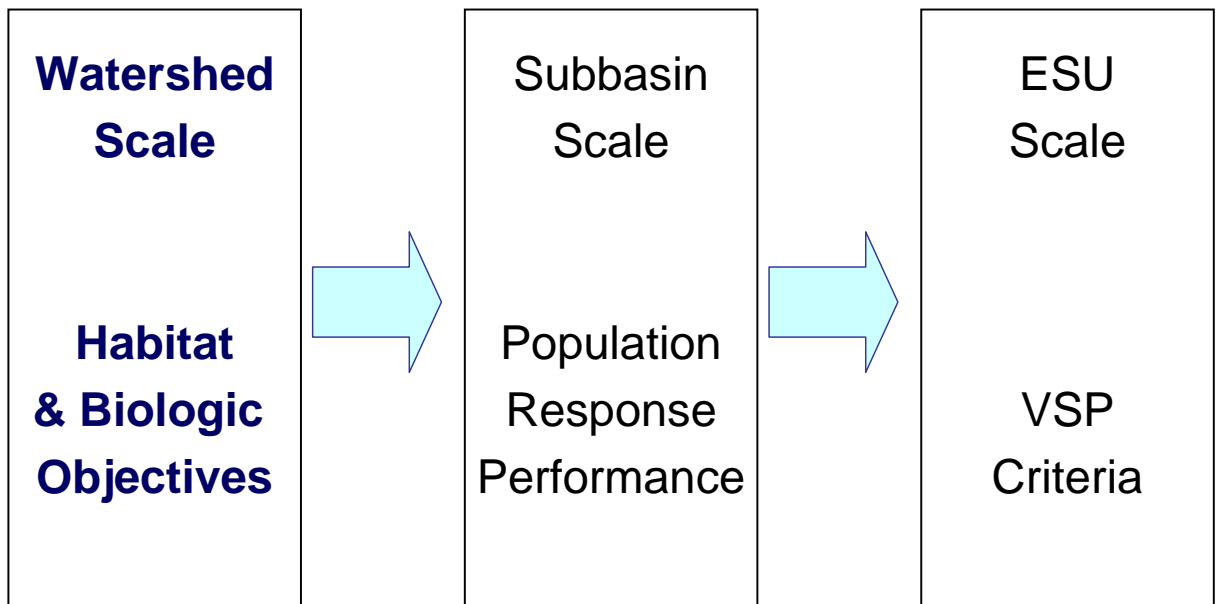 Watershed
Scale
Habitat
& Biologic
Objectives
Subbasin
Scale
Population
Response
Performance
ESU
Scale
VSP
Criteria